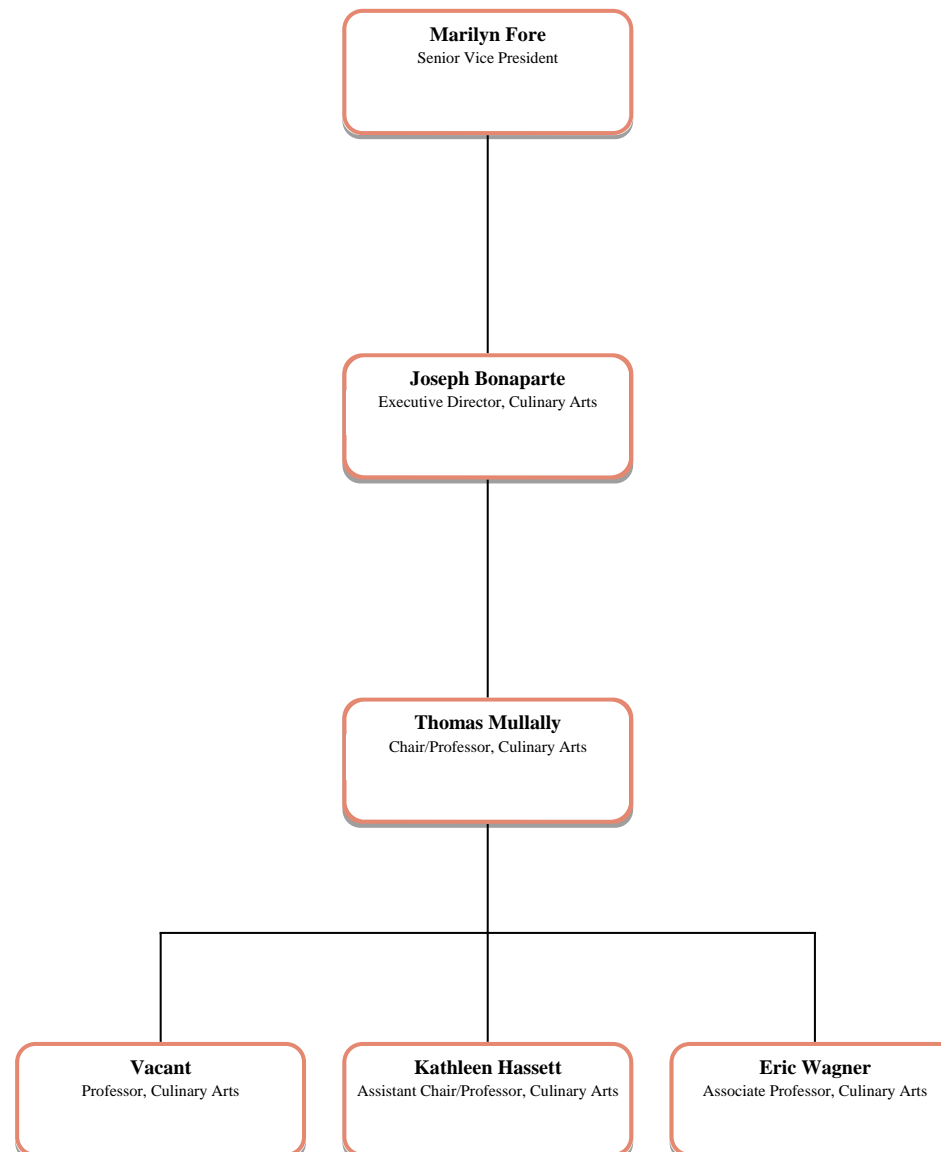 Marilyn Fore
Senior Vice President
Joseph Bonaparte
Executive Director, Culinary Arts
Thomas Mullally
Chair/Professor, Culinary Arts
Vacant
Professor, Culinary Arts
Kathleen Hassett
Assistant Chair/Professor, Culinary Arts
Eric Wagner
Associate Professor, Culinary Arts